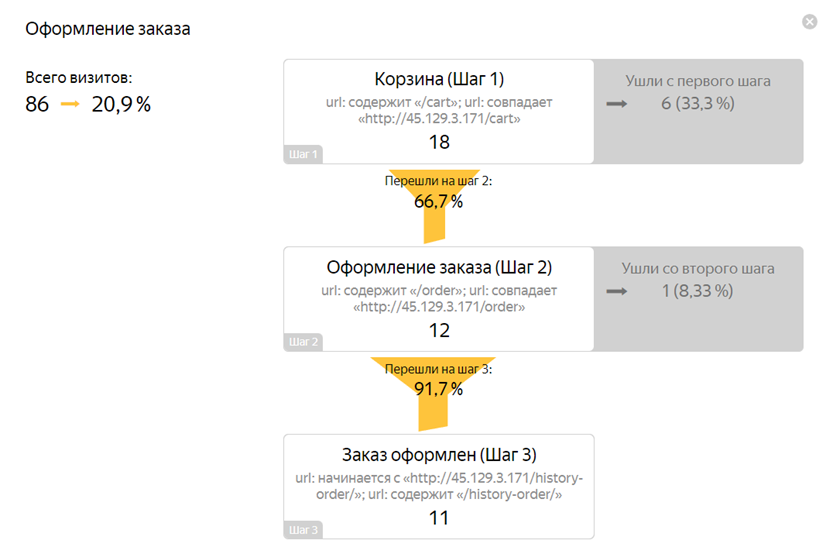 Оформление заказа
Всего визитов:
86 → 20,9 %
Корзина (Шаг 1)
url: содержит «/cart»; url: совпадает
«http://45.129.3.171/cart»
18
Шаг 1
Ушли с первого шага
→ 6 (33,3 %)
Перешли на шаг 2:
66,7 %
Оформление заказа (Шаг 2)
url: содержит «/order»; url: совпадает
«http://45.129.3.171/order»
12
Шаг 2
Ушли со второго шага
→ 1 (8,33 %)
Перешли на шаг 3:
91,7 %
Заказ оформлен (Шаг 3)
url: начинается с «http://45.129.3.171/history-
order/»; url: содержит «/history-order/»
11
Шаг 3